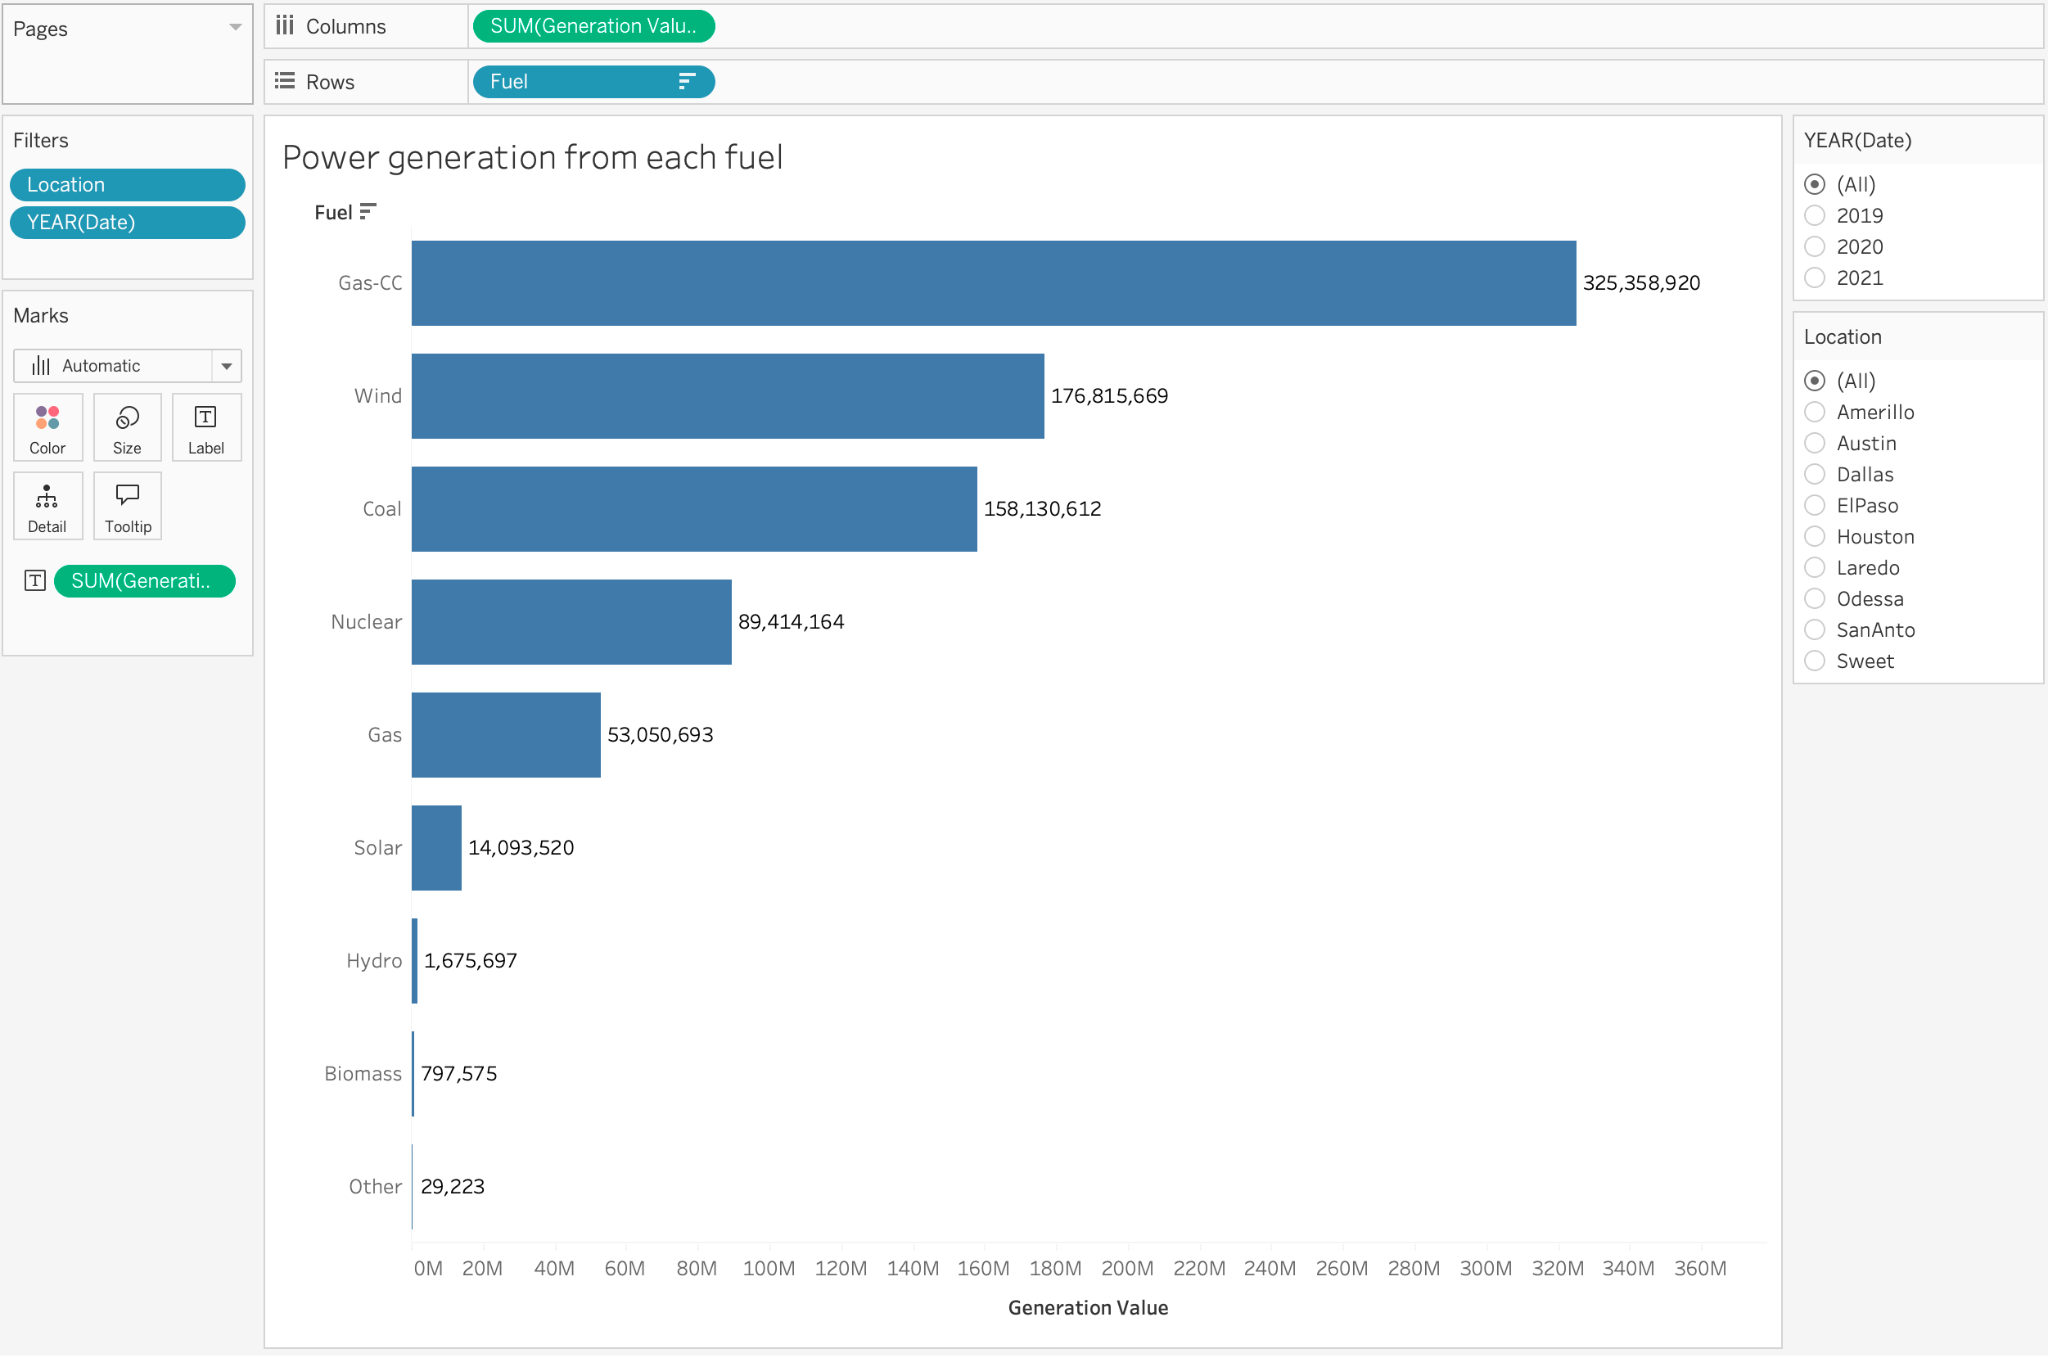 Pages
Columns
SUM(Generation Valu..
Rows
Fuel
Filters
Location
YEAR(Date)
Marks
Automatic
Color
Size
Label
Detail
Tooltip
SUM(Generati..
Power generation from each fuel
Fuel
Gas-CC 325,358,920
Wind 176,815,669
Coal 158,130,612
Nuclear 89,414,164
Gas 53,050,693
Solar 14,093,520
Hydro 1,675,697
Biomass 797,575
Other 29,223
0M 20M 40M 60M 80M 100M 120M 140M 160M 180M 200M 220M 240M 260M 280M 300M 320M 340M 360M
Generation Value
YEAR(Date)
(All)
2019
2020
2021
Location
(All)
Amerillo
Austin
Dallas
ElPaso
Houston
Laredo
Odessa
SanAnto
Sweet